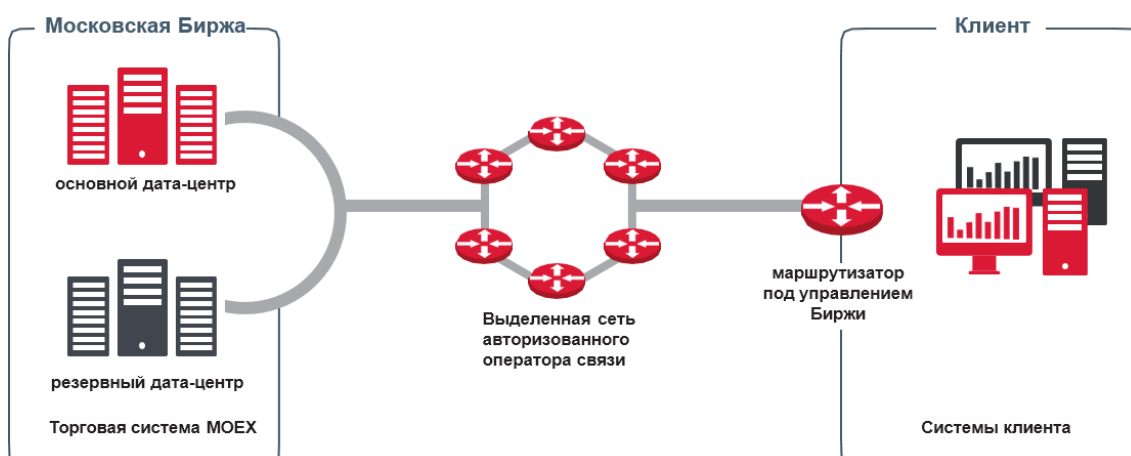 Московская Биржа
Клиент
основной дата-центр
маршрутизатор
под управлением
Биржи
Выделенная сеть
авторизованного
оператора связи
резервный дата-центр
Торговая система MOEX
Системы клиента